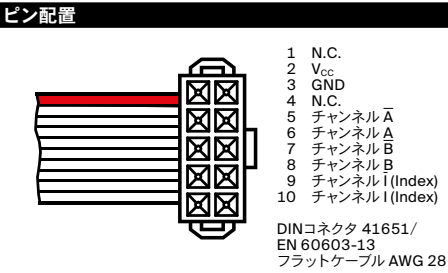 ピン配置
1 N.C.
2 Vcc
3 GND
4 N.C.
5 チャンネル A̅
6 チャンネル A
7 チャンネル B̅
8 チャンネル B
9 チャンネル I̅ (Index)
10 チャンネル I (Index)
DINコネクタ 41651/
EN 60603-13
フラットケーブル AWG 28